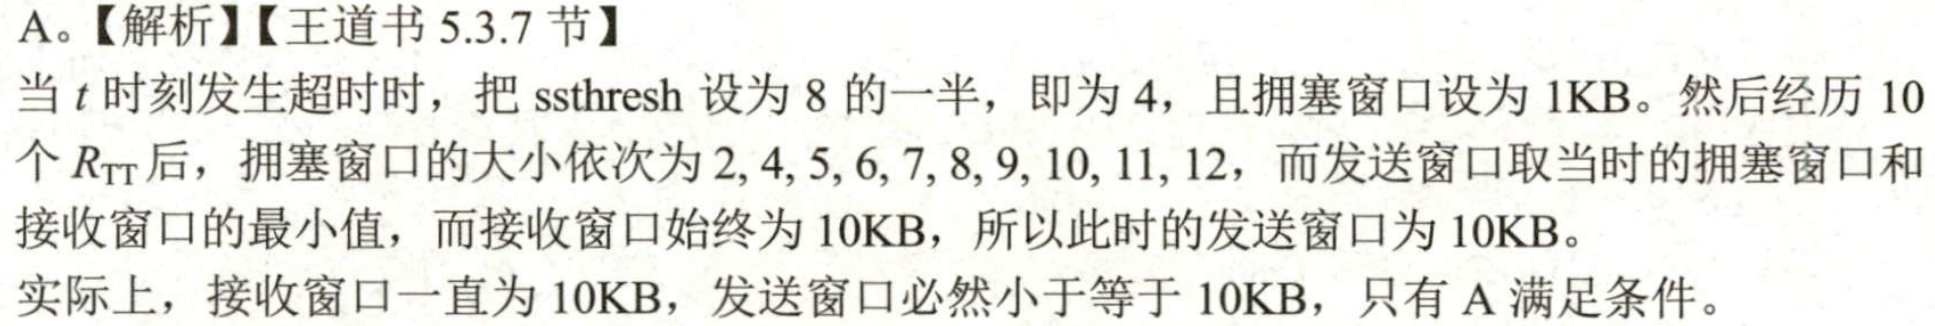 A。【解析】【王道书 5.3.7 节】
当 t 时刻发生超时时，把 ssthresh 设为 8 的一半，即为 4，且拥塞窗口设为 1KB。然后经历 10
个 RTT 后，拥塞窗口的大小依次为 2, 4, 5, 6, 7, 8, 9, 10, 11, 12，而发送窗口取当时的拥塞窗口和
接收窗口的最小值，而接收窗口始终为 10KB，所以此时的发送窗口为 10KB。
实际上，接收窗口一直为 10KB，发送窗口必然小于等于 10KB，只有 A 满足条件。